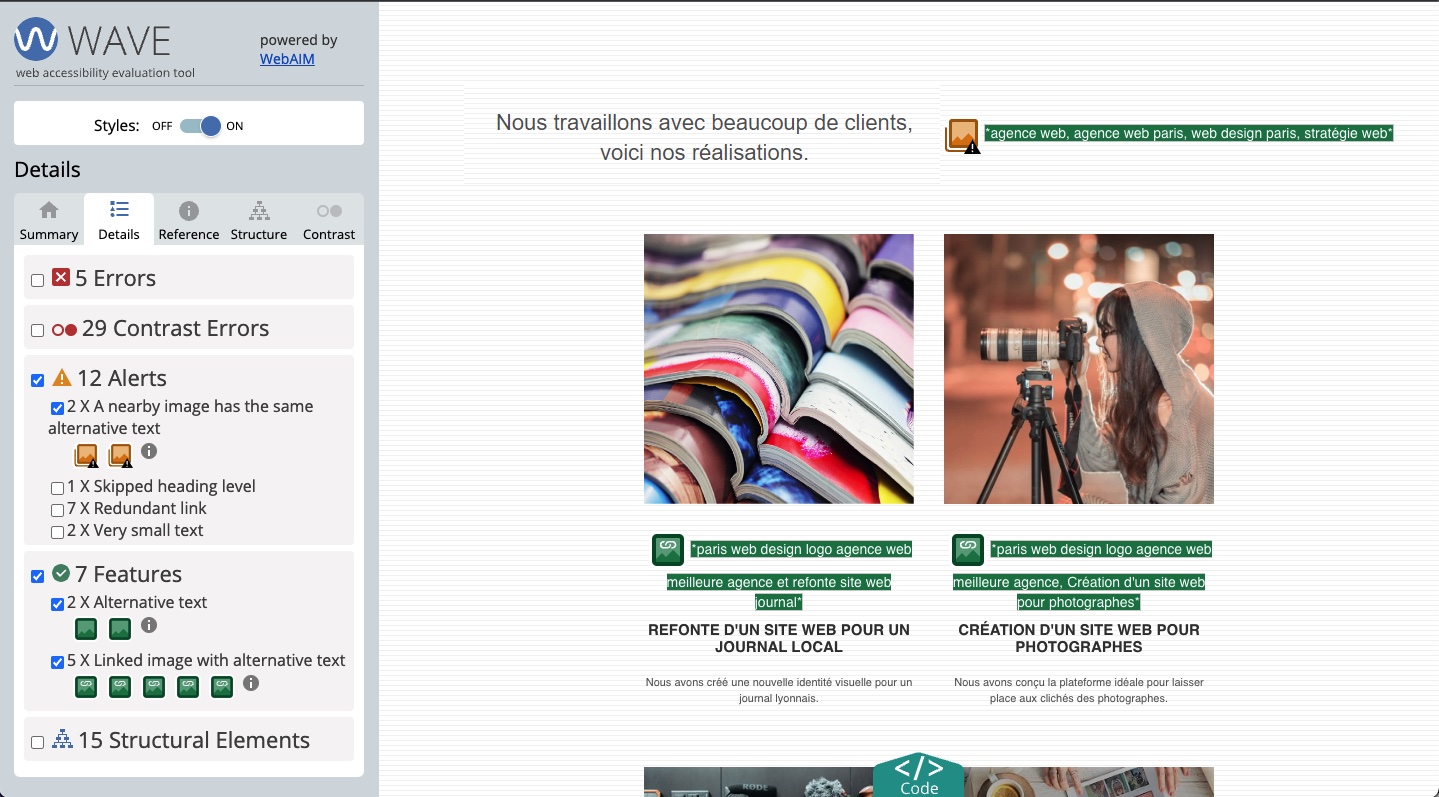 WAVE
powered by
WebAIM
web accessibility evaluation tool
Styles: OFF ON
Details
Summary Details Reference Structure Contrast
5 Errors
29 Contrast Errors
12 Alerts
2 X A nearby image has the same
alternative text
1 X Skipped heading level
7 X Redundant link
2 X Very small text
7 Features
2 X Alternative text
5 X Linked image with alternative text
15 Structural Elements
Nous travaillons avec beaucoup de clients,
voici nos réalisations.
*agence web, agence web paris, web design paris, stratégie web*
*paris web design logo agence web
meilleure agence et refonte site web
journal*
REFONTE D'UN SITE WEB POUR UN
JOURNAL LOCAL
Nous avons créé une nouvelle identité visuelle pour un
journal lyonnais.
*paris web design logo agence web
meilleure agence, Création d'un site web
pour photographes*
CRÉATION D'UN SITE WEB POUR
PHOTOGRAPHES
Nous avons conçu la plateforme idéale pour laisser
place aux clichés des photographes.
RODE
</>
Code